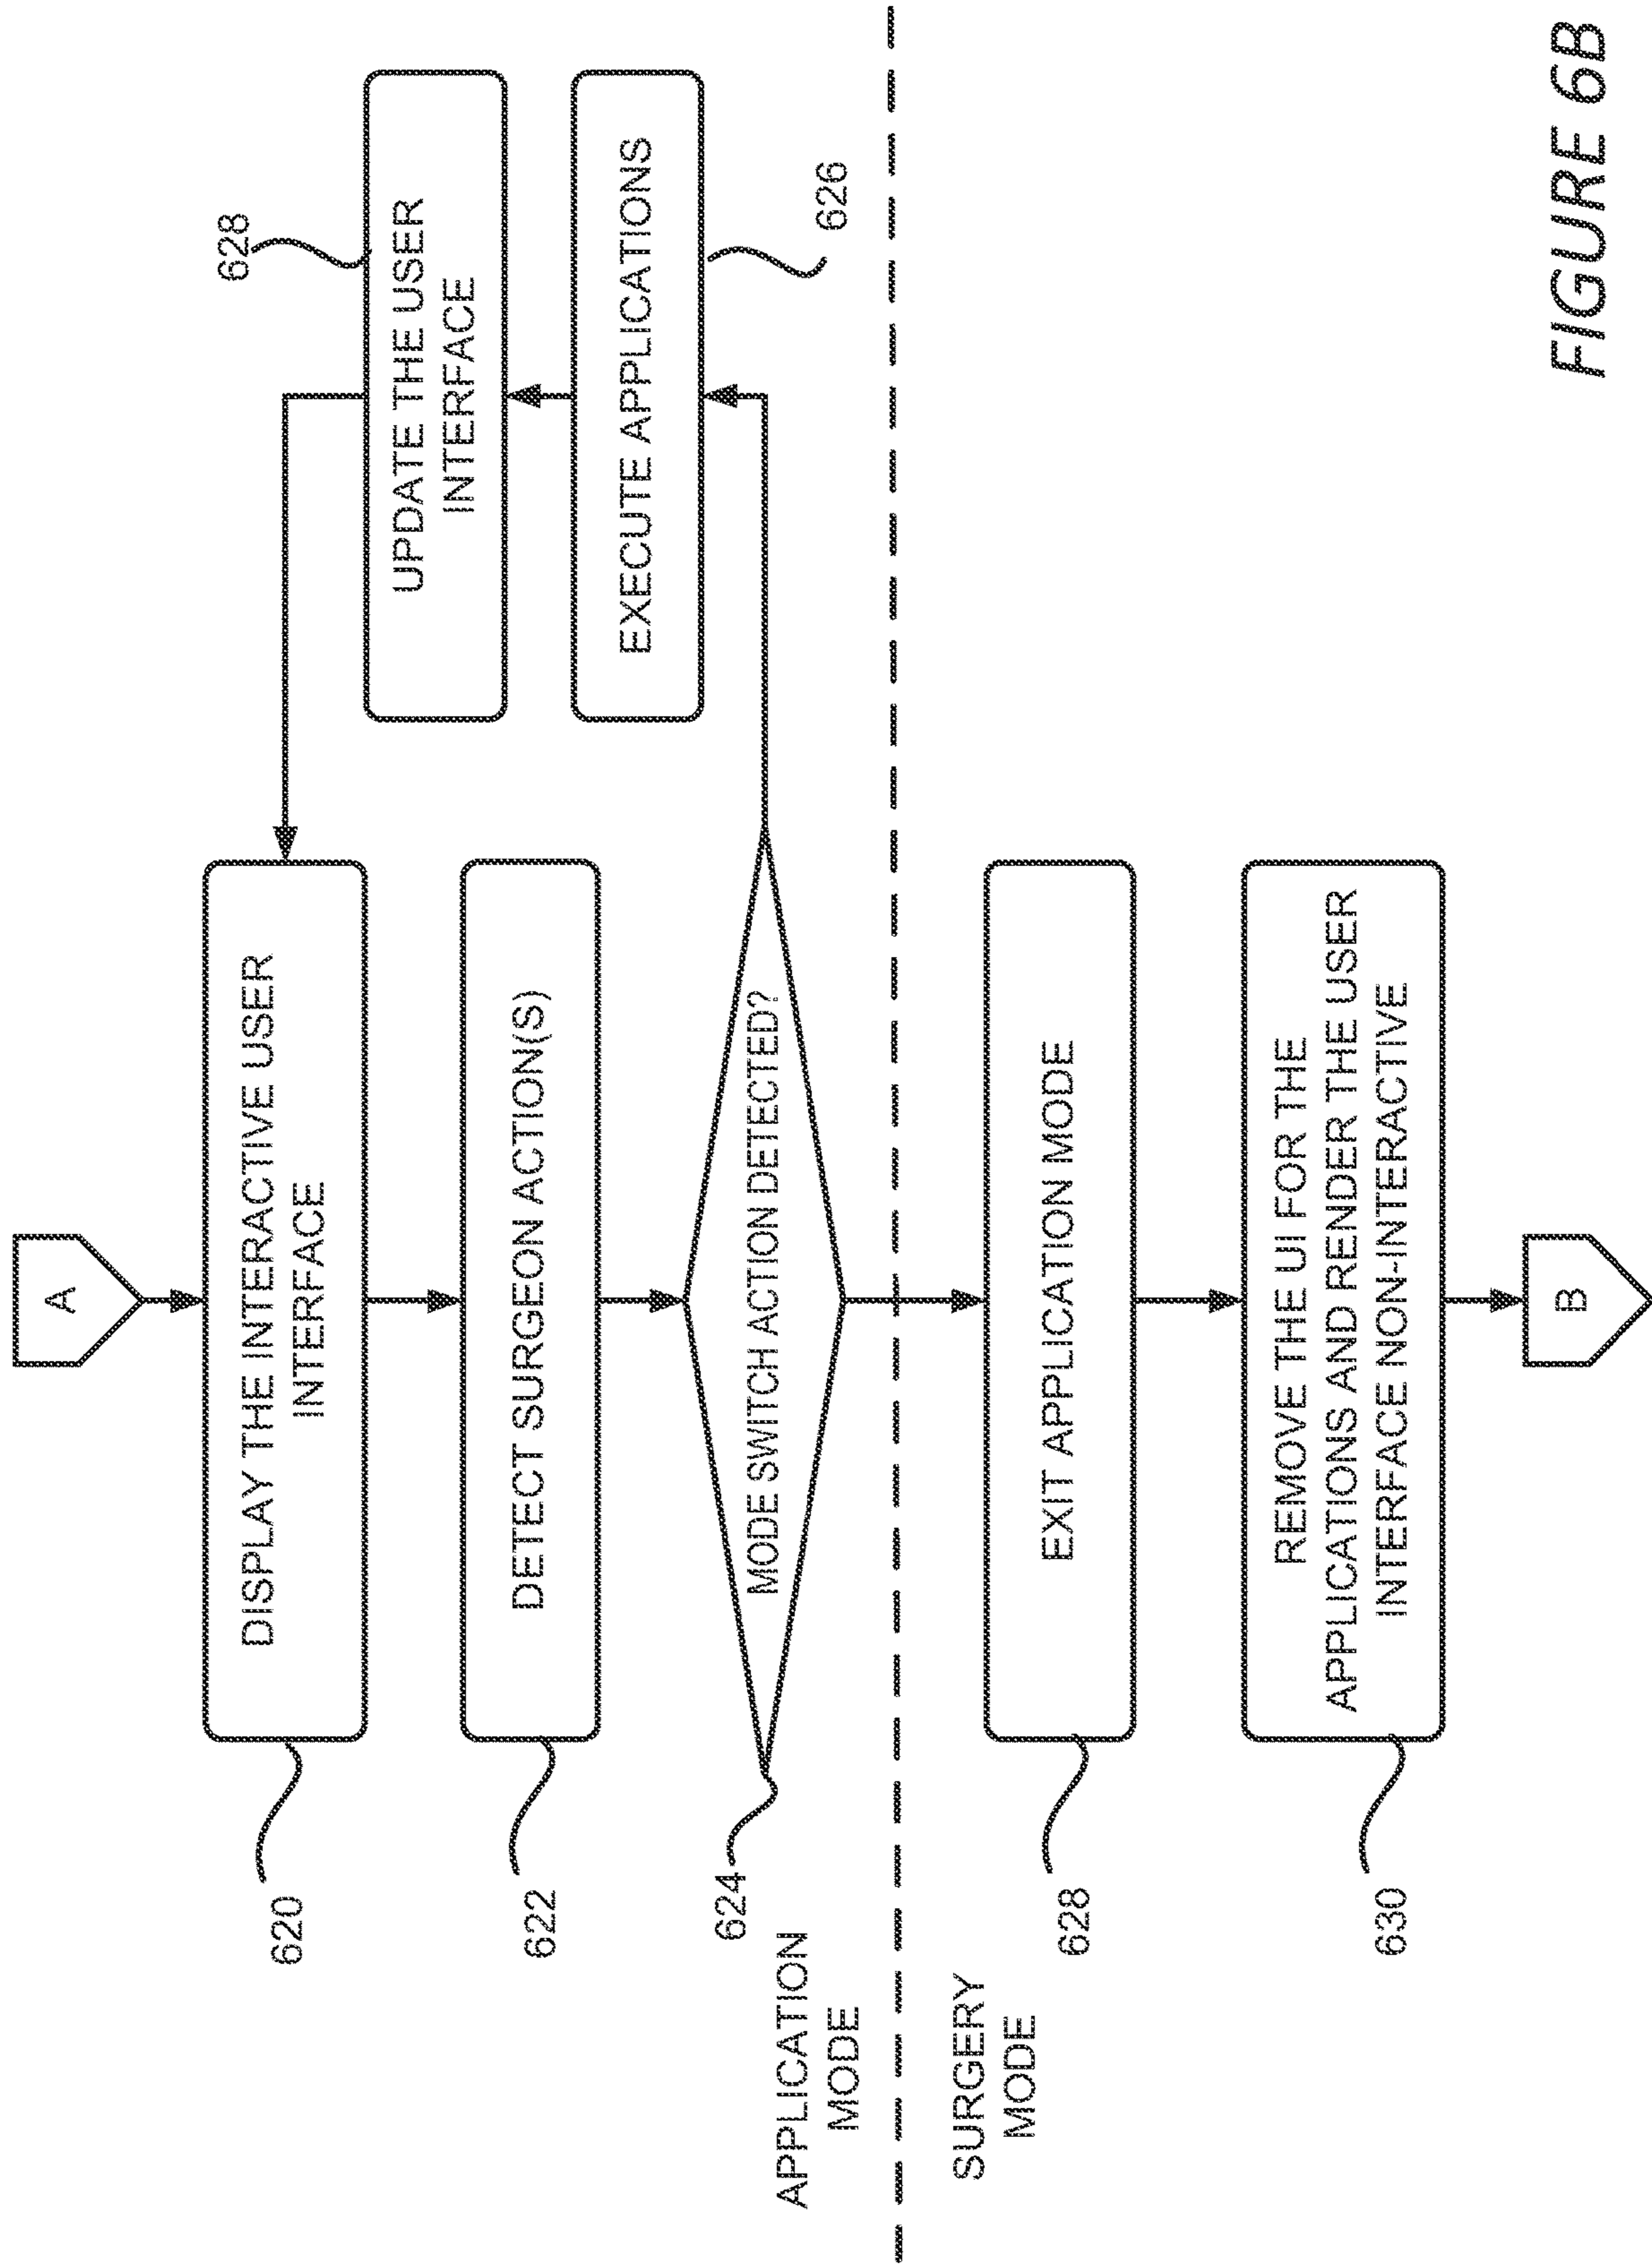 A
DISPLAY THE INTERACTIVE USER
INTERFACE
620
UPDATE THE USER
INTERFACE
628
DETECT SURGEON ACTION(S)
622
EXECUTE APPLICATIONS
626
MODE SWITCH ACTION DETECTED?
624
APPLICATION
MODE
SURGERY
MODE
EXIT APPLICATION MODE
628
REMOVE THE UI FOR THE
APPLICATIONS AND RENDER THE USER
INTERFACE NON-INTERACTIVE
630
B
FIGURE 6B